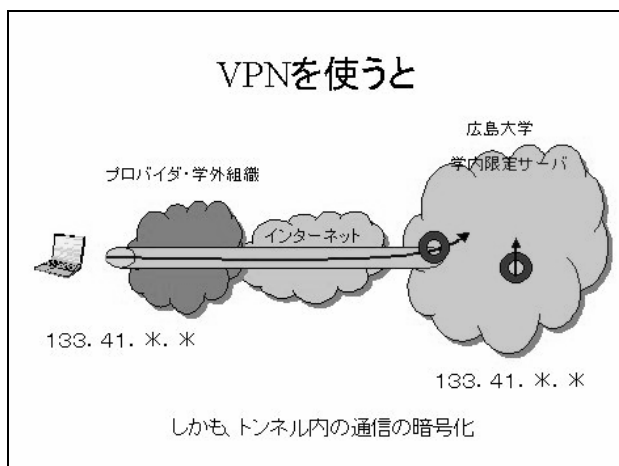 VPNを使うと
広島大学
学内限定サーバ
プロバイダ・学外組織
インターネット
133. 41. *. *
133. 41. *. *
しかも、トンネル内の通信の暗号化